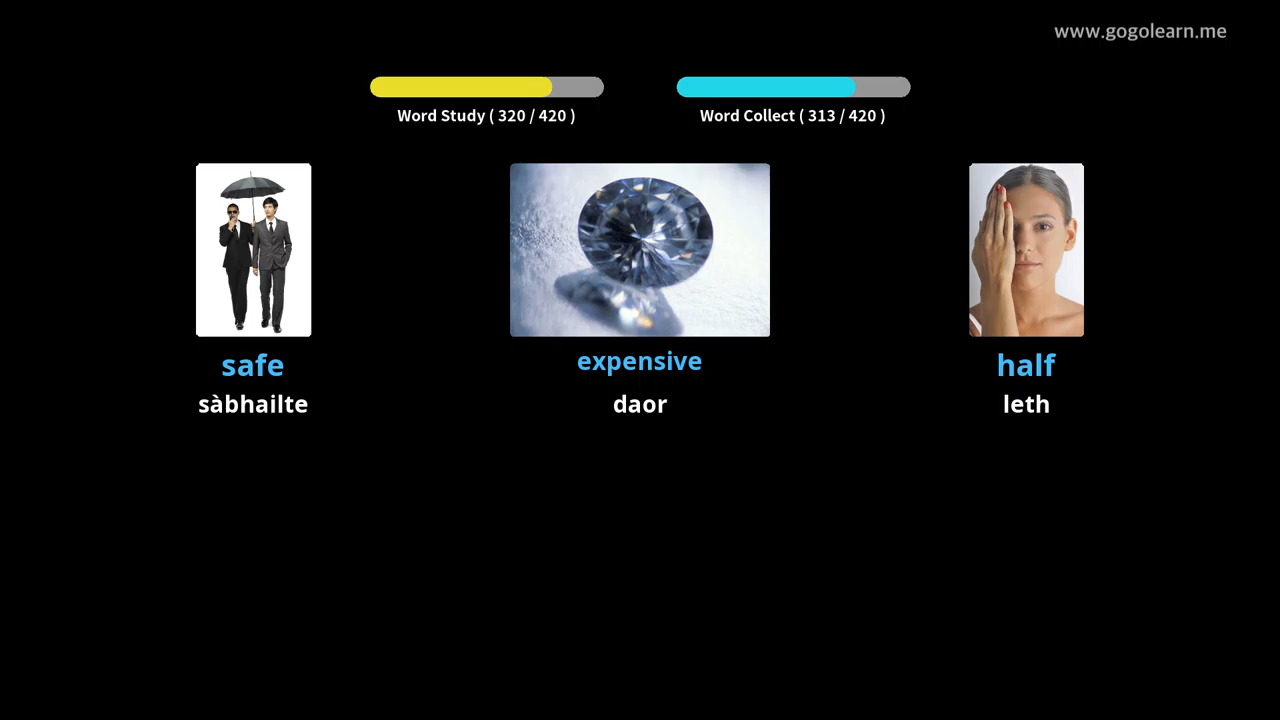 www.gogolearn.me
Word Study ( 320 / 420 )
Word Collect ( 313 / 420 )
safe
sàbhailte
expensive
daor
half
leth